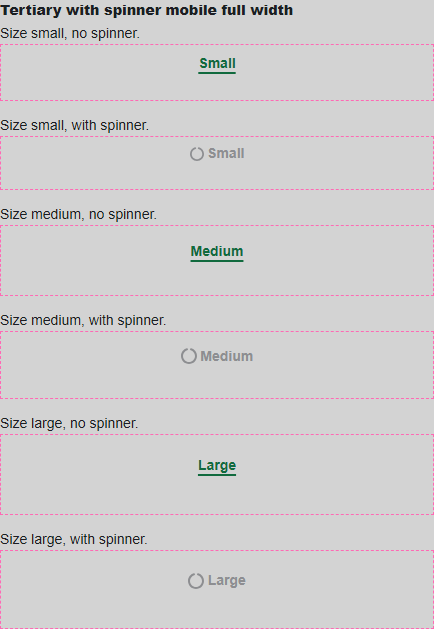 Tertiary with spinner mobile full width
Size small, no spinner.
Small
Size small, with spinner.
Small
Size medium, no spinner.
Medium
Size medium, with spinner.
Medium
Size large, no spinner.
Large
Size large, with spinner.
Large